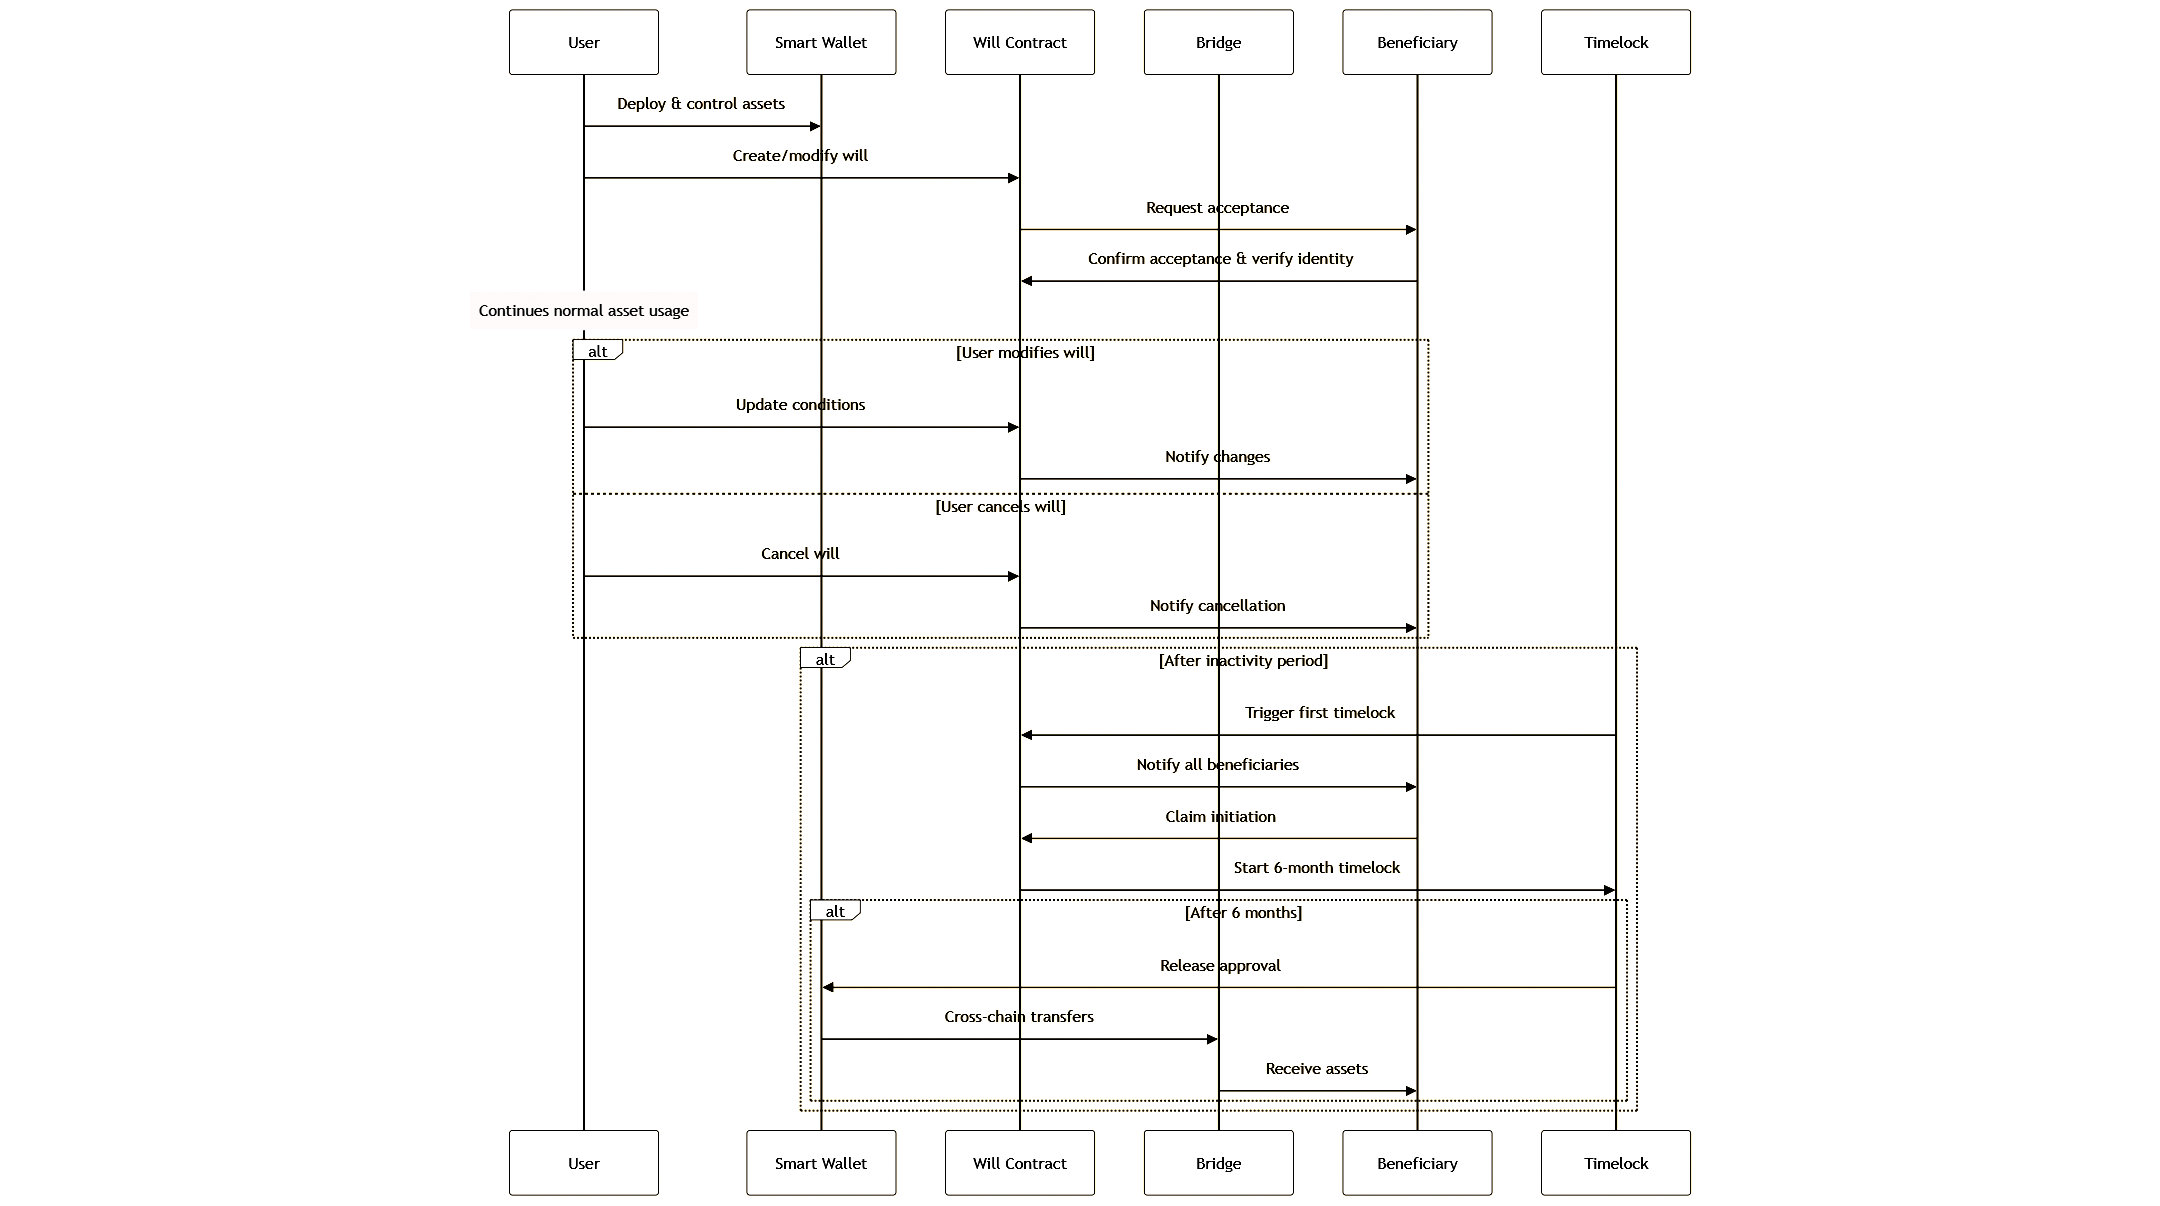 User
Smart Wallet
Will Contract
Bridge
Beneficiary
Timelock
Deploy & control assets
Create/modify will
Request acceptance
Confirm acceptance & verify identity
Continues normal asset usage
alt
[User modifies will]
Update conditions
Notify changes
[User cancels will]
Cancel will
Notify cancellation
alt
[After inactivity period]
Trigger first timelock
Notify all beneficiaries
Claim initiation
Start 6-month timelock
alt
[After 6 months]
Release approval
Cross-chain transfers
Receive assets
User
Smart Wallet
Will Contract
Bridge
Beneficiary
Timelock